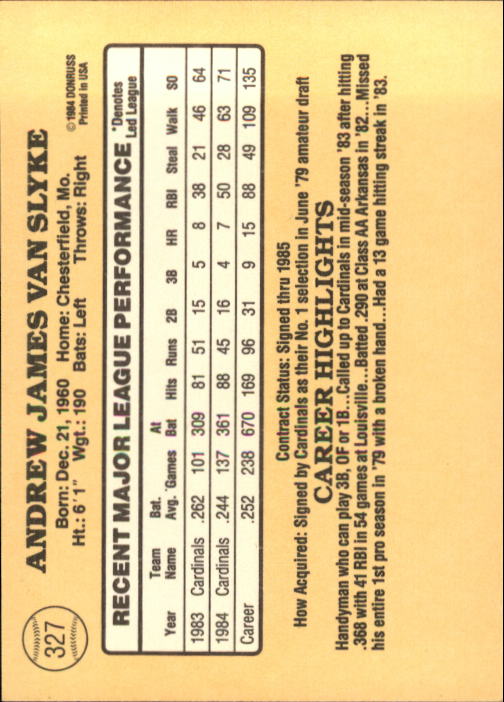 327
ANDREW JAMES VAN SLYKE
Born: Dec. 21, 1960 Home: Chesterfield, Mo.
Ht.: 6'1" Wgt.: 190 Bats: Left Throws: Right
© 1984 DONRUSS
Printed in USA
RECENT MAJOR LEAGUE PERFORMANCE
*Denotes
Led League
Year Team Name Bat. Avg. Games At Bat Hits Runs 2B 3B HR RBI Steal Walk SO
1983 Cardinals .262 101 309 81 51 15 5 8 38 21 46 64
1984 Cardinals .244 137 361 88 45 16 4 7 50 28 63 71
Career .252 238 670 169 96 31 9 15 88 49 109 135
Contract Status: Signed thru 1985
How Acquired: Signed by Cardinals as their No. 1 selection in June '79 amateur draft
CAREER HIGHLIGHTS
Handyman who can play 3B, OF or 1B...Called up to Cardinals in mid-season '83 after hitting
.368 with 41 RBI in 54 games at Louisville...Batted .290 at Class AA Arkansas in '82...Missed
his entire 1st pro season in '79 with a broken hand...Had a 13 game hitting streak in '83.